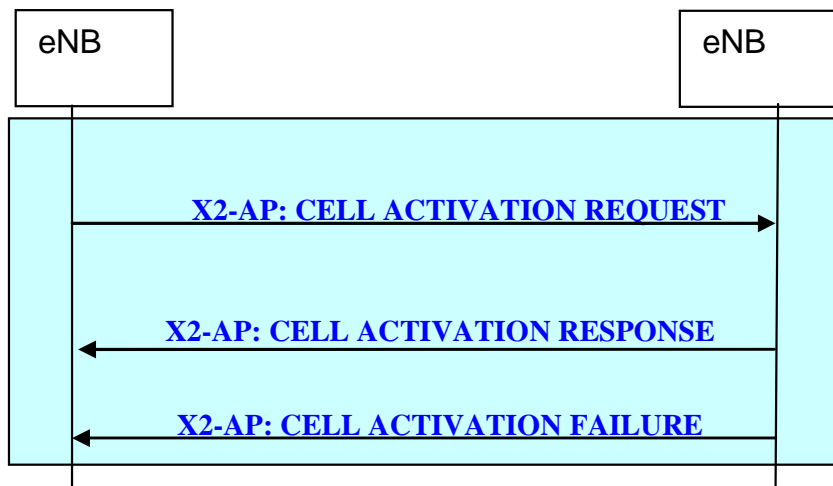 eNB
eNB
X2-AP: CELL ACTIVATION REQUEST
X2-AP: CELL ACTIVATION RESPONSE
X2-AP: CELL ACTIVATION FAILURE